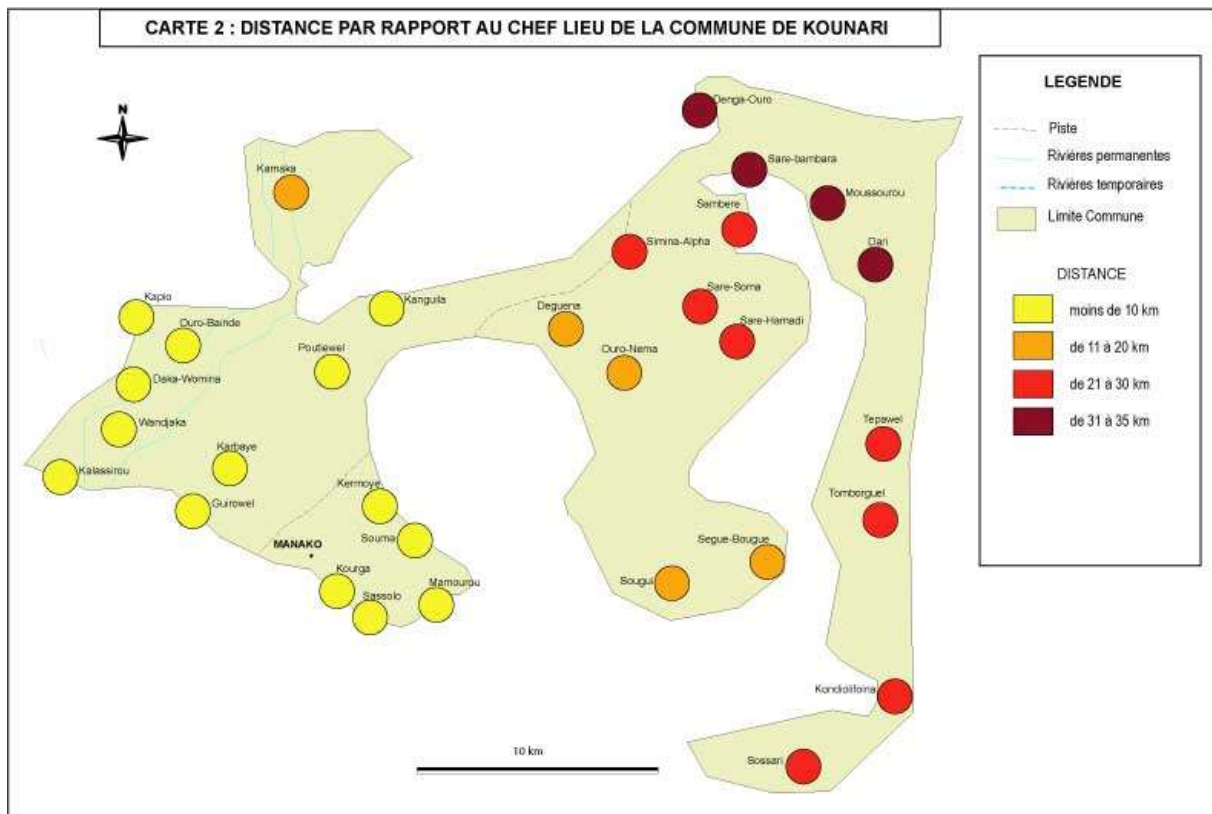 CARTE 2 : DISTANCE PAR RAPPORT AU CHEF LIEU DE LA COMMUNE DE KOUNARI
N
Denga-Ouro
Kamaka
Sare-bambara
Moussourou
Sambere
Simina-Alpha
Dari
Kapio
Kanguila
Sare-Soma
Deguena
Ouro-Bainde
Sare-Hamadi
Poutiewel
Ouro-Nema
Daka-Womina
Wandjaka
Tepawel
Karbaye
Kalassirou
Kermoye
Tomborguel
Guirowel
Souma
Segue-Bougue
MANAKO
Kourga
Sougui
Sassolo
Mamourou
Kondiolifoina
Sossari
10 km
LEGENDE
Piste
Rivières permanentes
Rivières temporaires
Limite Commune
DISTANCE
moins de 10 km
de 11 à 20 km
de 21 à 30 km
de 31 à 35 km